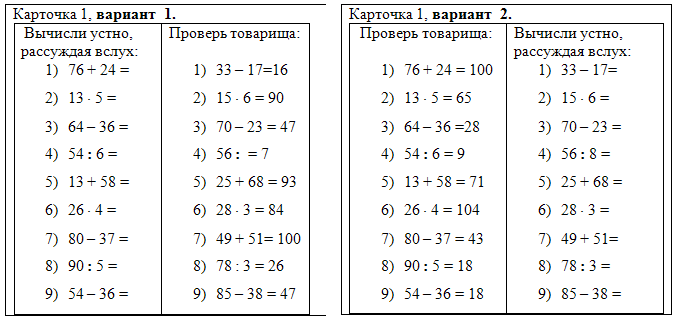 Карточка 1, вариант 1.
Вычисли устно, рассуждая вслух:
1) 76 + 24 =
2) 13 · 5 =
3) 64 – 36 =
4) 54 : 6 =
5) 13 + 58 =
6) 26 · 4 =
7) 80 – 37 =
8) 90 : 5 =
9) 54 – 36 =
Проверь товарища:
1) 33 – 17=16
2) 15 · 6 = 90
3) 70 – 23 = 47
4) 56 : = 7
5) 25 + 68 = 93
6) 28 · 3 = 84
7) 49 + 51= 100
8) 78 : 3 = 26
9) 85 – 38 = 47
Карточка 1, вариант 2.
Проверь товарища:
1) 76 + 24 = 100
2) 13 · 5 = 65
3) 64 – 36 =28
4) 54 : 6 = 9
5) 13 + 58 = 71
6) 26 · 4 = 104
7) 80 – 37 = 43
8) 90 : 5 = 18
9) 54 – 36 = 18
Вычисли устно, рассуждая вслух:
1) 33 – 17=
2) 15 · 6 =
3) 70 – 23 =
4) 56 : 8 =
5) 25 + 68 =
6) 28 · 3 =
7) 49 + 51=
8) 78 : 3 =
9) 85 – 38 =